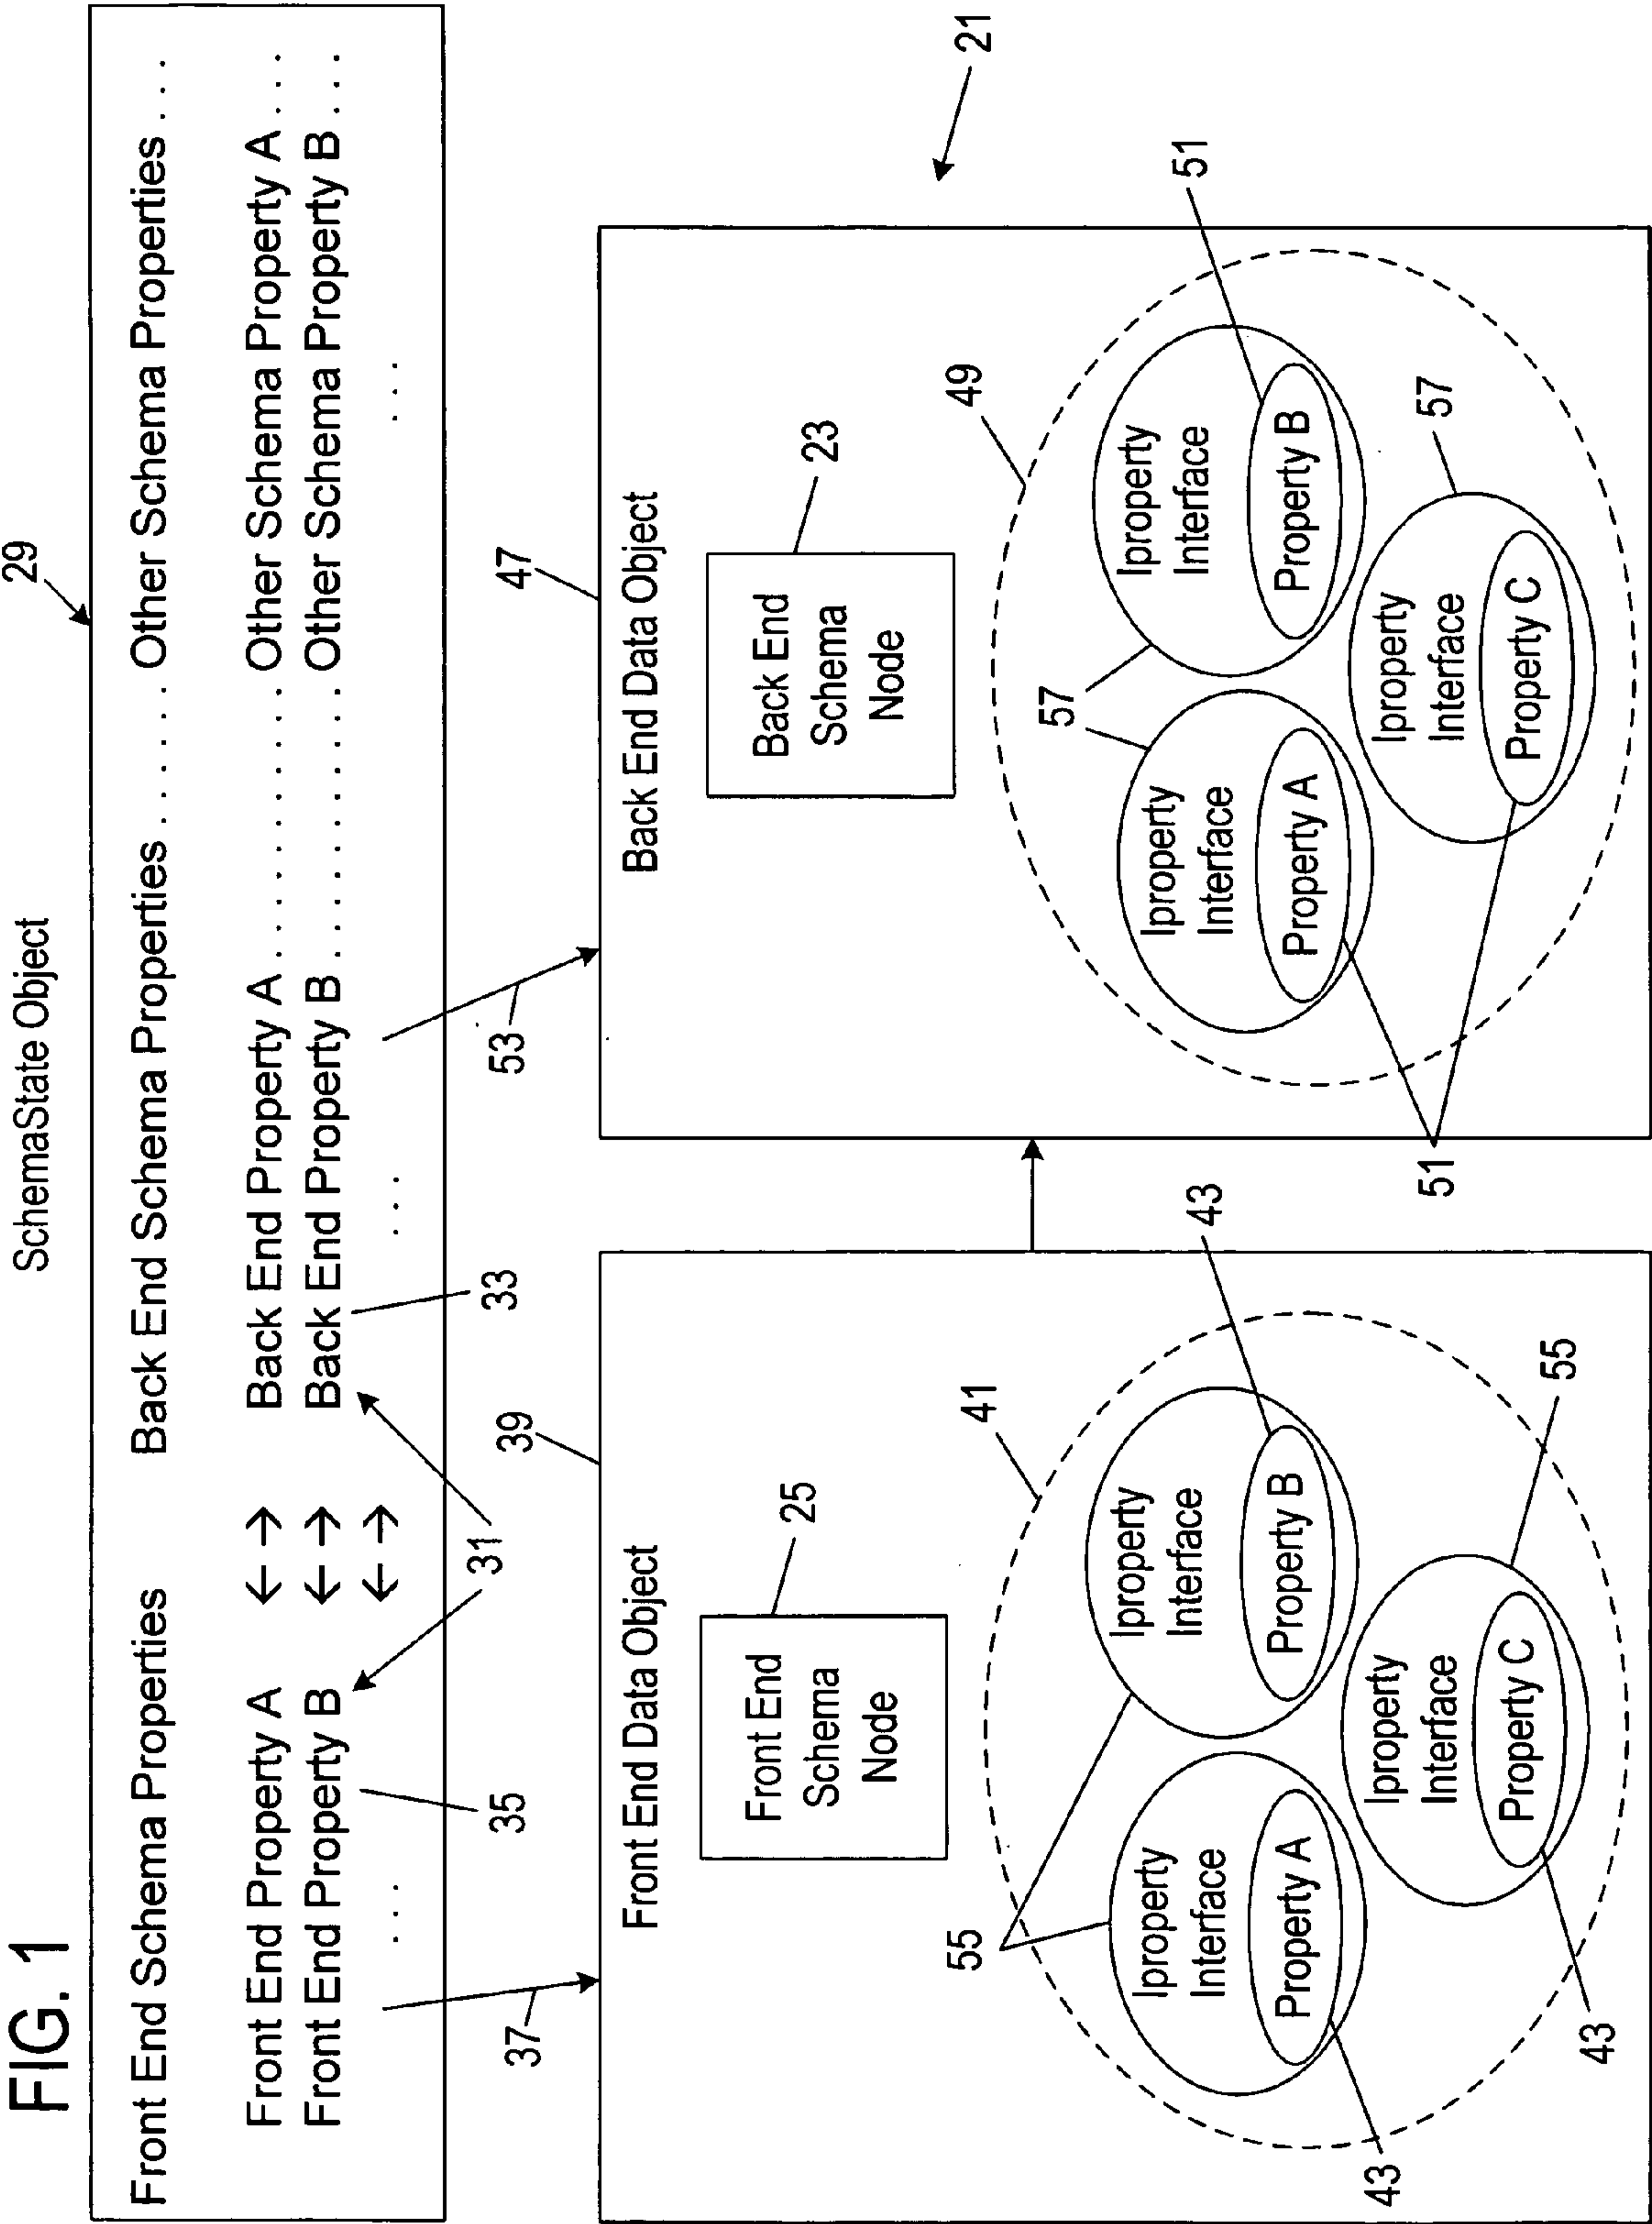 FIG. 1
SchemaState Object
29
Front End Schema Properties Back End Schema Properties...... Other Schema Properties...
Front End Property A ←→ Back End Property A........... Other Schema Property A...
Front End Property B ←→ Back End Property B........... Other Schema Property B...
... ←→ ... ...
37
35
31
39
33
53
47
21
Front End Data Object
25
Front End
Schema
Node
41
55
Iproperty
Interface
Property A
Iproperty
Interface
Property B
43
Iproperty
Interface
Property C
55
43
43
Back End Data Object
23
Back End
Schema
Node
49
57
Iproperty
Interface
Property A
Iproperty
Interface
Property B
51
Iproperty
Interface
Property C
57
51